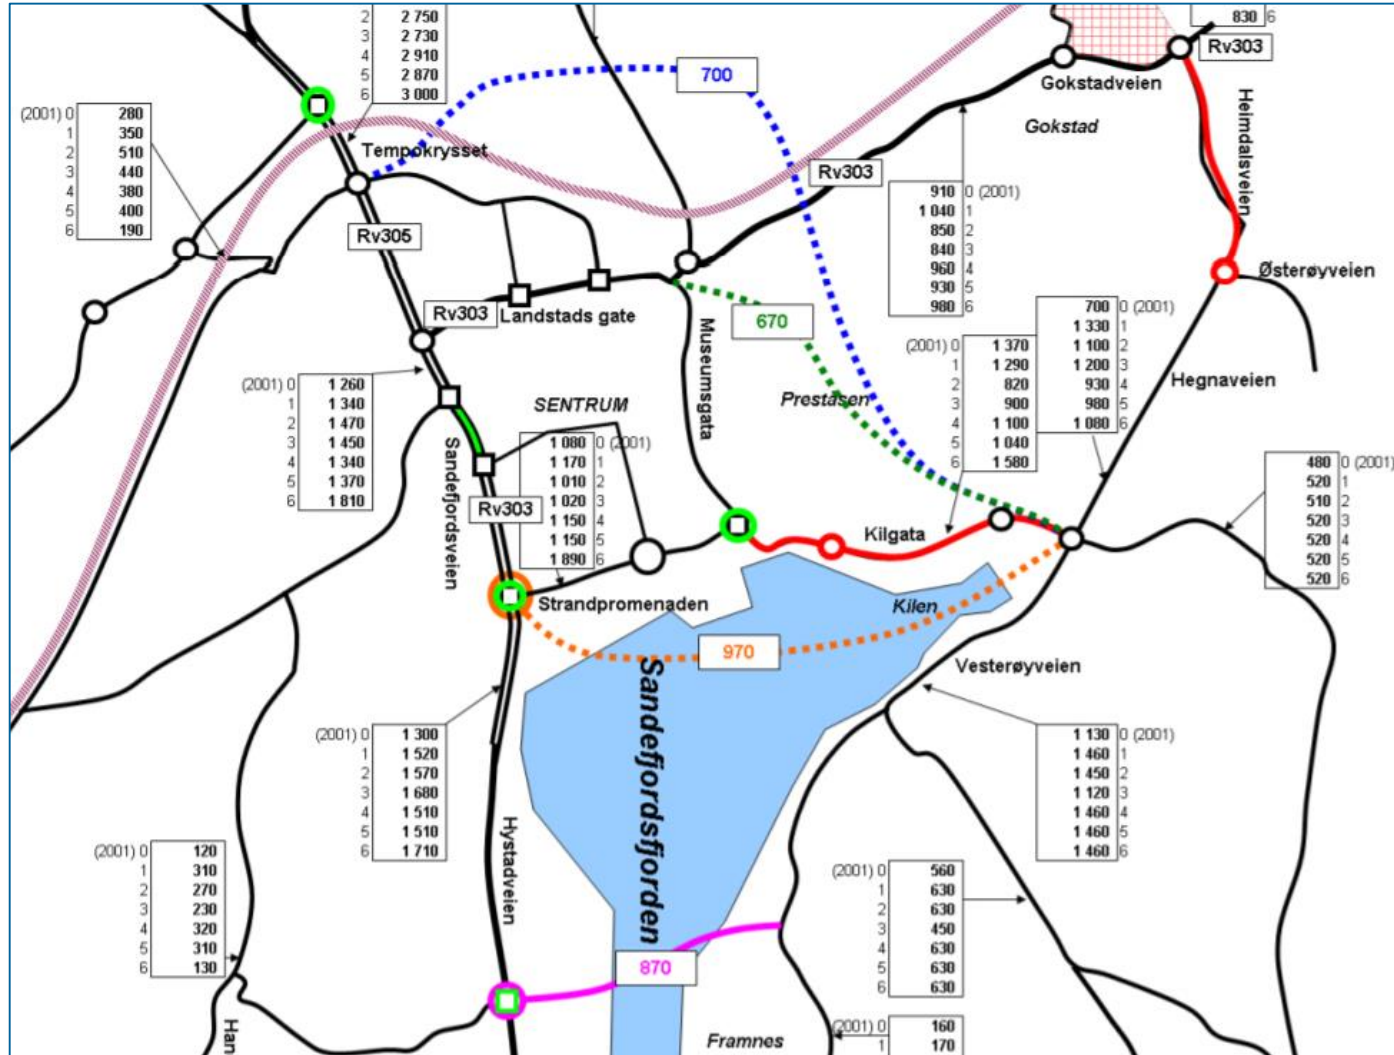 2 2 750
3 2 730
4 2 910
5 2 870
6 3 000
830 6
Rv303
700
Gokstadveien
Gokstad
Heimdalsveien
(2001) 0 280
1 350
2 510
3 440
4 380
5 400
6 190
Tempokrysset
Rv303
910 0 (2001)
1 040 1
850 2
840 3
960 4
930 5
980 6
Rv305
Østerøyveien
Rv303
Landstads gate
670
Museumsgata
700 0 (2001)
1 330 1
1 100 2
1 200 3
930 4
980 5
1 080 6
(2001) 0 1 370
1 290
2 820
3 900
4 1 100
5 1 040
6 1 580
Hegnaveien
(2001) 0 1 260
1 1 340
2 1 470
3 1 450
4 1 340
5 1 370
6 1 810
SENTRUM
Preståsen
Sandefjordsveien
1 080 0 (2001)
1 170 1
1 010 2
1 020 3
1 150 4
1 150 5
1 890 6
Rv303
480 0 (2001)
520 1
510 2
520 3
520 4
520 5
520 6
Kilgata
Strandpromenaden
Kilen
970
Vesterøyveien
Sandefjordsfjorden
(2001) 0 1 300
1 1 520
2 1 570
3 1 680
4 1 510
5 1 510
6 1 710
1 130 0 (2001)
1 460 1
1 450 2
1 120 3
1 460 4
1 460 5
1 460 6
Hystadveien
(2001) 0 120
1 310
2 270
3 230
4 320
5 310
6 130
(2001) 0 560
1 630
2 630
3 450
4 630
5 630
6 630
870
Han
Framnes
(2001) 0 160
1 170